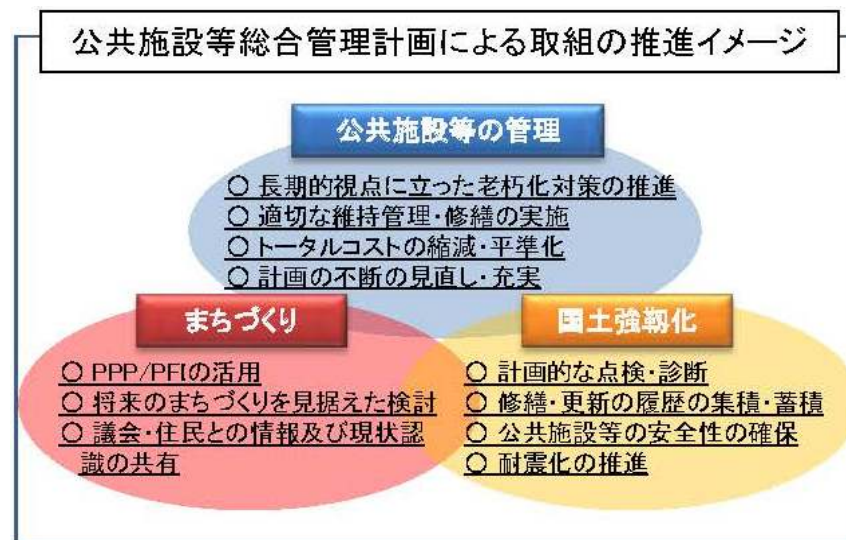 公共施設等総合管理計画による取組の推進イメージ
公共施設等の管理
○ 長期的視点に立った老朽化対策の推進
○ 適切な維持管理・修繕の実施
○ トータルコストの縮減・平準化
○ 計画の不断の見直し・充実
まちづくり
○ PPP/PFIの活用
○ 将来のまちづくりを見据えた検討
○ 議会・住民との情報及び現状認
識の共有
国土強靱化
○ 計画的な点検・診断
○ 修繕・更新の履歴の集積・蓄積
○ 公共施設等の安全性の確保
○ 耐震化の推進